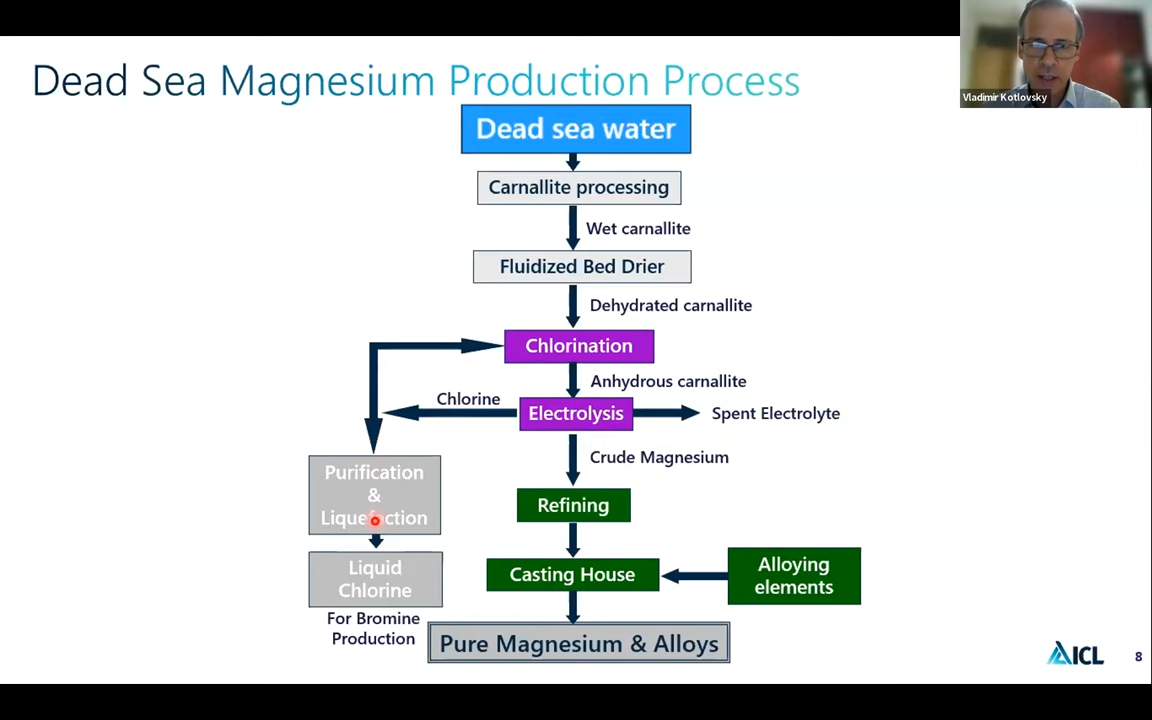 Vladimir Kotlovsky
Dead Sea Magnesium Production Process
Dead sea water
Carnallite processing
Wet carnallite
Fluidized Bed Drier
Dehydrated carnallite
Chlorination
Anhydrous carnallite
Chlorine
Electrolysis
Spent Electrolyte
Crude Magnesium
Purification
&
Liquefaction
Refining
Liquid
Chlorine
Casting House
Alloying
elements
For Bromine
Production
Pure Magnesium & Alloys
ICL
8